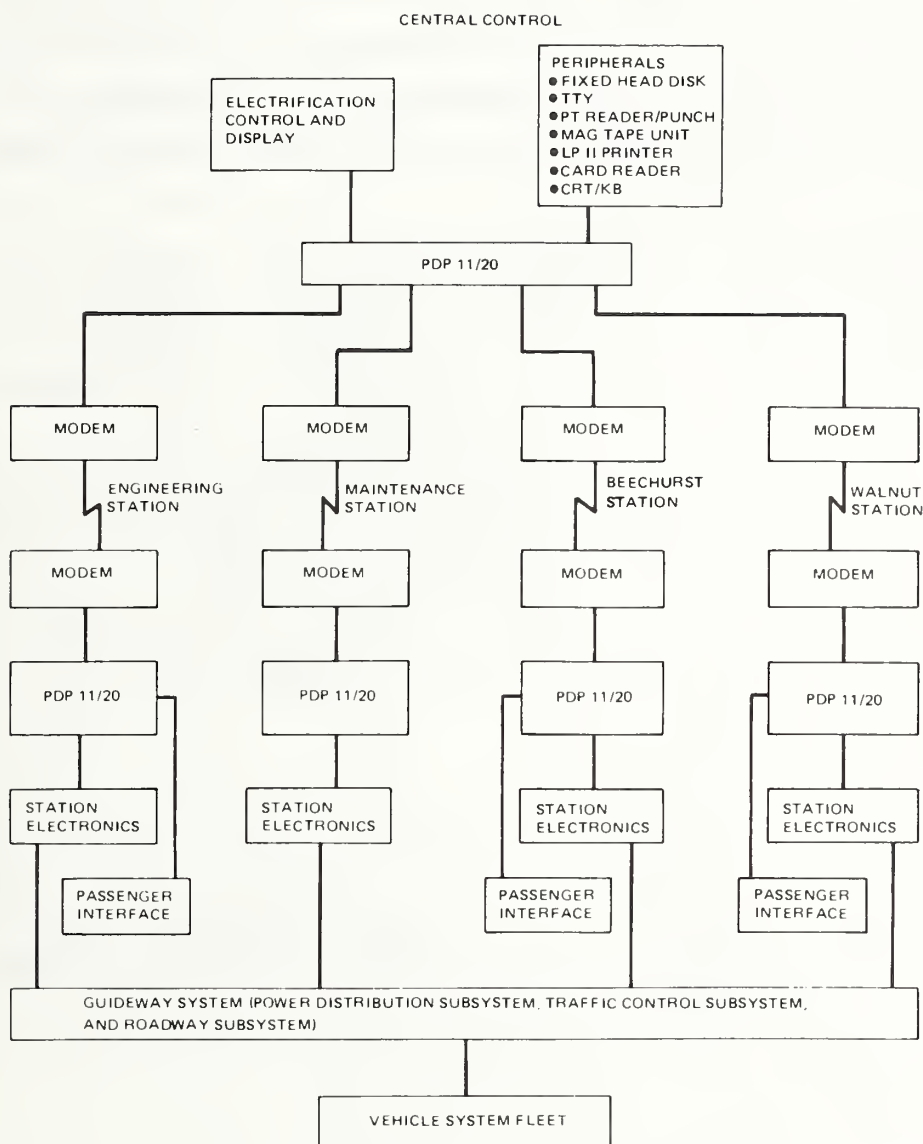 CENTRAL CONTROL
ELECTRIFICATION
CONTROL AND
DISPLAY
PERIPHERALS
●FIXED HEAD DISK
●TTY
●PT READER/PUNCH
●MAG TAPE UNIT
●LP II PRINTER
●CARD READER
●CRT/KB
PDP 11/20
MODEM
MODEM
MODEM
MODEM
ENGINEERING
STATION
MAINTENANCE
STATION
BEECHURST
STATION
WALNUT
STATION
MODEM
MODEM
MODEM
MODEM
PDP 11/20
PDP 11/20
PDP 11/20
PDP 11/20
STATION
ELECTRONICS
STATION
ELECTRONICS
STATION
ELECTRONICS
STATION
ELECTRONICS
PASSENGER
INTERFACE
PASSENGER
INTERFACE
PASSENGER
INTERFACE
GUIDEWAY SYSTEM (POWER DISTRIBUTION SUBSYSTEM, TRAFFIC CONTROL SUBSYSTEM,
AND ROADWAY SUBSYSTEM)
VEHICLE SYSTEM FLEET